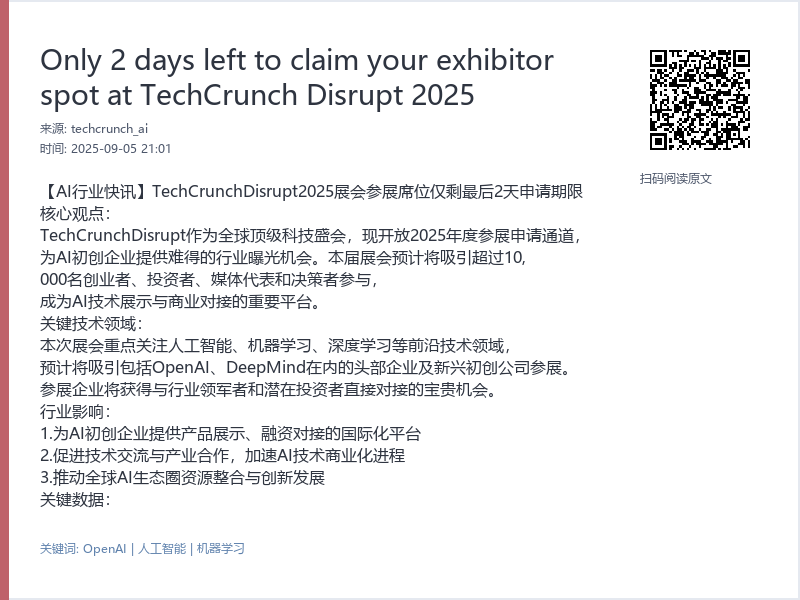 Only 2 days left to claim your exhibitor
spot at TechCrunch Disrupt 2025
来源: techcrunch_ai
时间: 2025-09-05 21:01
扫码阅读原文
【AI行业快讯】TechCrunchDisrupt2025展会参展席位仅剩最后2天申请期限
核心观点：
TechCrunchDisrupt作为全球顶级科技盛会，现开放2025年度参展申请通道，
为AI初创企业提供难得的行业曝光机会。本届展会预计将吸引超过10,
000名创业者、投资者、媒体代表和决策者参与，
成为AI技术展示与商业对接的重要平台。
关键技术领域：
本次展会重点关注人工智能、机器学习、深度学习等前沿技术领域，
预计将吸引包括OpenAI、DeepMind在内的头部企业及新兴初创公司参展。
参展企业将获得与行业领军者和潜在投资者直接对接的宝贵机会。
行业影响：
1.为AI初创企业提供产品展示、融资对接的国际化平台
2.促进技术交流与产业合作，加速AI技术商业化进程
3.推动全球AI生态圈资源整合与创新发展
关键数据：
关键词: OpenAI | 人工智能 | 机器学习